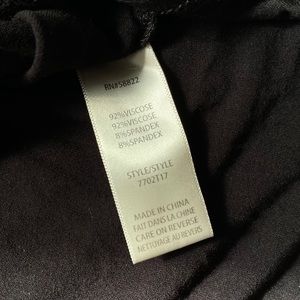 RN#58822
92%VISCOSE
92%VISCOSE
8%SPANDEX
8%SPANDEX
STYLE/STYLE
7702T17
MADE IN CHINA
FAIT DANS LA CHINE
CARE ON REVERSE
NETTOYAGE AU REVERS